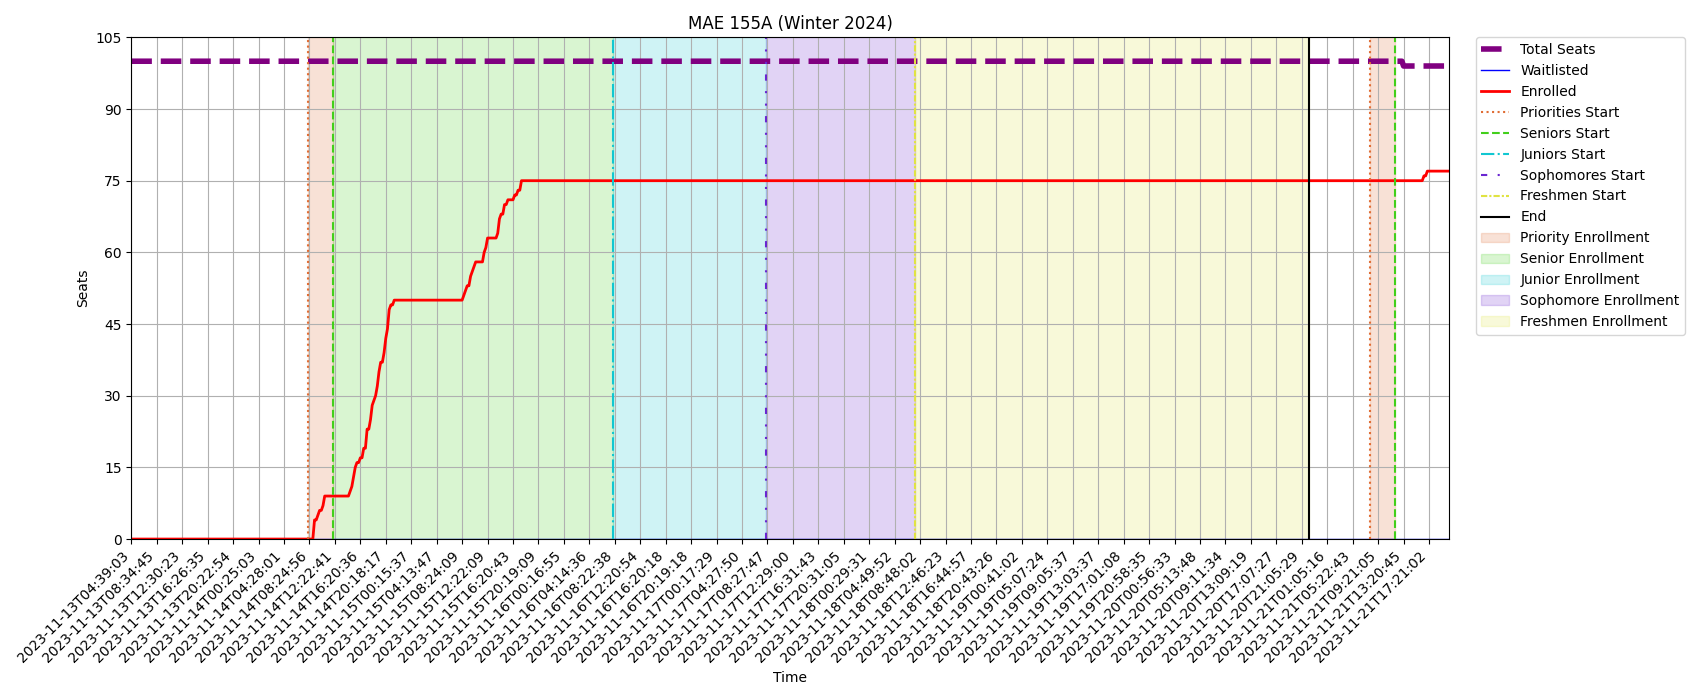 MAE 155A (Winter 2024)
105
90
75
60
45
30
15
0
Seats
2023-11-13T04:39:03
2023-11-13T08:34:45
2023-11-13T12:30:23
2023-11-13T16:26:35
2023-11-13T20:22:54
2023-11-14T00:25:03
2023-11-14T04:28:01
2023-11-14T08:24:56
2023-11-14T12:22:41
2023-11-14T16:20:36
2023-11-14T20:18:17
2023-11-15T00:15:37
2023-11-15T04:13:47
2023-11-15T08:24:09
2023-11-15T12:22:09
2023-11-15T16:20:43
2023-11-15T20:19:09
2023-11-16T00:16:55
2023-11-16T04:14:36
2023-11-16T08:22:38
2023-11-16T12:20:54
2023-11-16T16:20:18
2023-11-16T20:19:18
2023-11-17T00:17:29
2023-11-17T04:27:50
2023-11-17T08:27:47
2023-11-17T12:29:00
2023-11-17T16:31:43
2023-11-17T20:31:05
2023-11-18T00:29:31
2023-11-18T04:49:52
2023-11-18T08:48:02
2023-11-18T12:46:23
2023-11-18T16:44:57
2023-11-18T20:43:26
2023-11-19T00:41:02
2023-11-19T05:07:24
2023-11-19T09:05:37
2023-11-19T13:03:37
2023-11-19T17:01:08
2023-11-19T20:58:35
2023-11-20T00:56:33
2023-11-20T05:13:48
2023-11-20T09:11:34
2023-11-20T13:09:19
2023-11-20T17:07:27
2023-11-20T21:05:29
2023-11-21T01:05:16
2023-11-21T05:22:43
2023-11-21T09:21:05
2023-11-21T13:20:45
2023-11-21T17:21:02
Time
Total Seats
Waitlisted
Enrolled
Priorities Start
Seniors Start
Juniors Start
Sophomores Start
Freshmen Start
End
Priority Enrollment
Senior Enrollment
Junior Enrollment
Sophomore Enrollment
Freshmen Enrollment